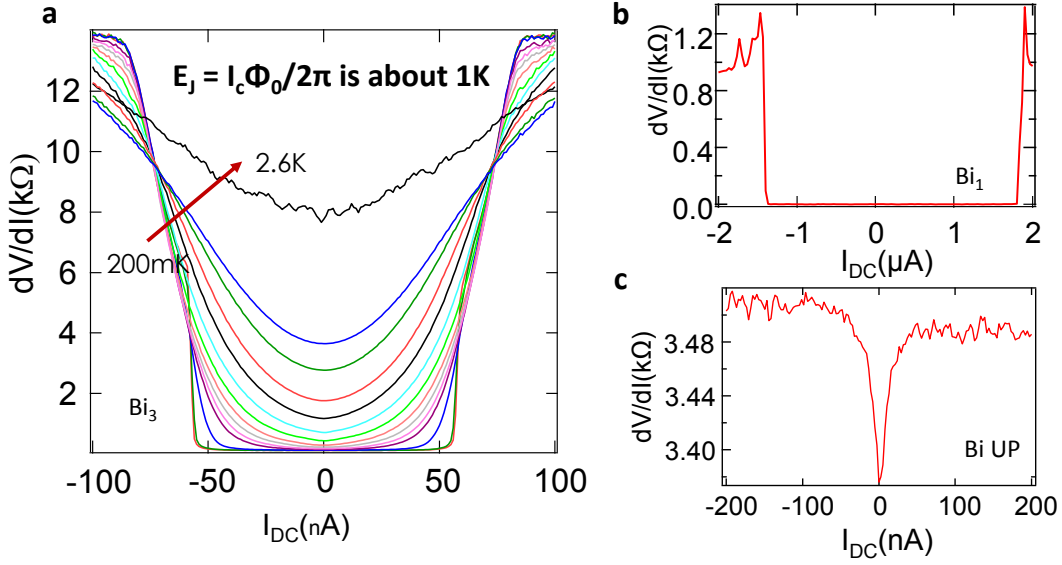 a
E_J = I_cΦ_0/2π is about 1K
dV/dI(kΩ)
12
10
8
6
4
2
2.6K
200mK
Bi_3
-100
-50
0
50
100
I_DC(nA)
b
dV/dI(kΩ)
1.2
0.8
0.4
0.0
Bi_1
-2
-1
0
1
2
I_DC(μA)
c
dV/dI(kΩ)
3.48
3.44
3.40
Bi UP
-200
-100
0
100
200
I_DC(nA)